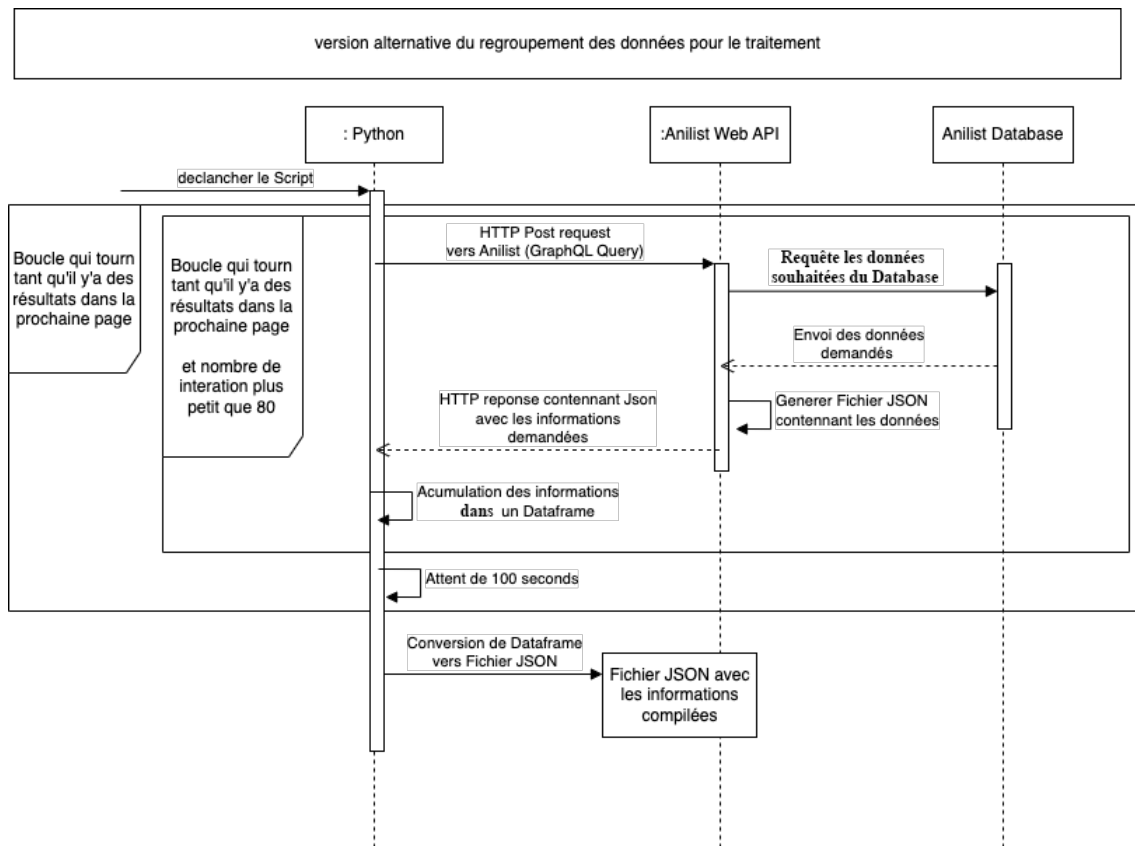 version alternative du regroupement des données pour le traitement
: Python
:Anilist Web API
Anilist Database
declancher le Script
Boucle qui tourn
tant qu'il y'a des
résultats dans la
prochaine page
Boucle qui tourn
tant qu'il y'a des
résultats dans la
prochaine page
et nombre de
interation plus
petit que 80
HTTP Post request
vers Anilist (GraphQL Query)
Requête les données
souhaitées du Database
Envoi des données
demandés
Generer Fichier JSON
contennant les données
HTTP reponse contennant Json
avec les informations
demandées
Acumulation des informations
dans un Dataframe
Attent de 100 seconds
Conversion de Dataframe
vers Fichier JSON
Fichier JSON avec
les informations
compilées